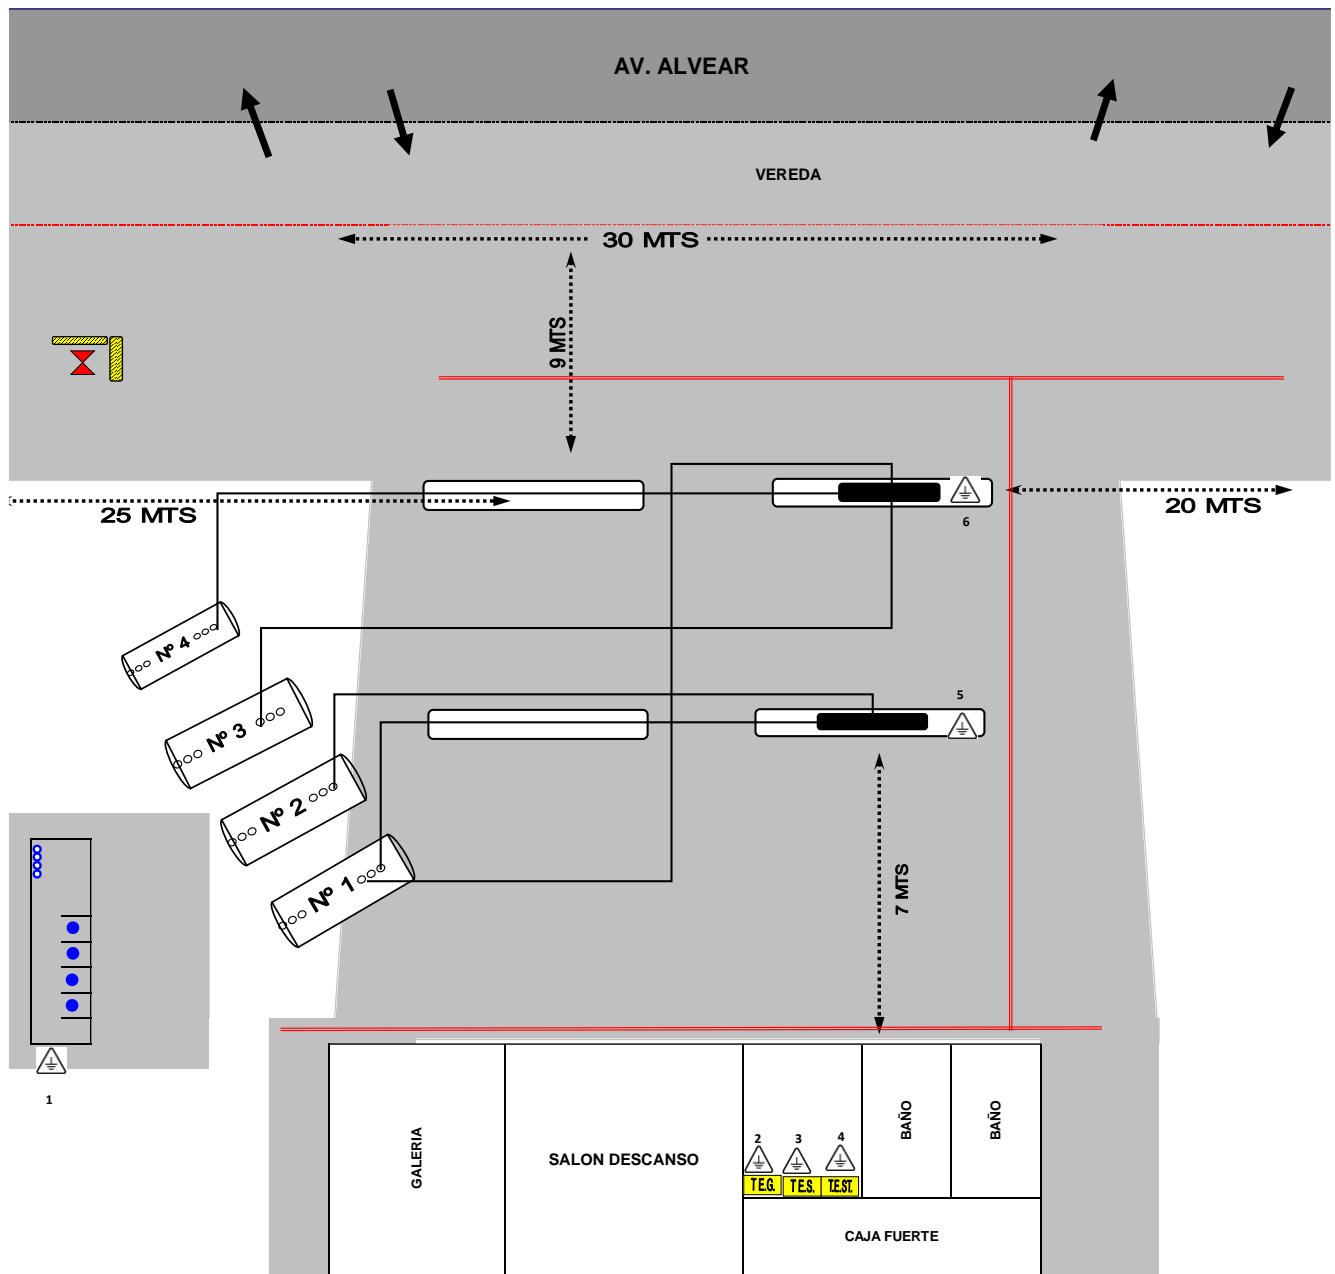 AV. ALVEAR
VEREDA
30 MTS
9 MTS
25 MTS
20 MTS
6
Nº 4
Nº 3
5
Nº 2
Nº 1
7 MTS
1
GALERIA
SALON DESCANSO
2
3
4
T.E.G.
T.E.S.
T.E.ST.
BAÑO
BAÑO
CAJA FUERTE